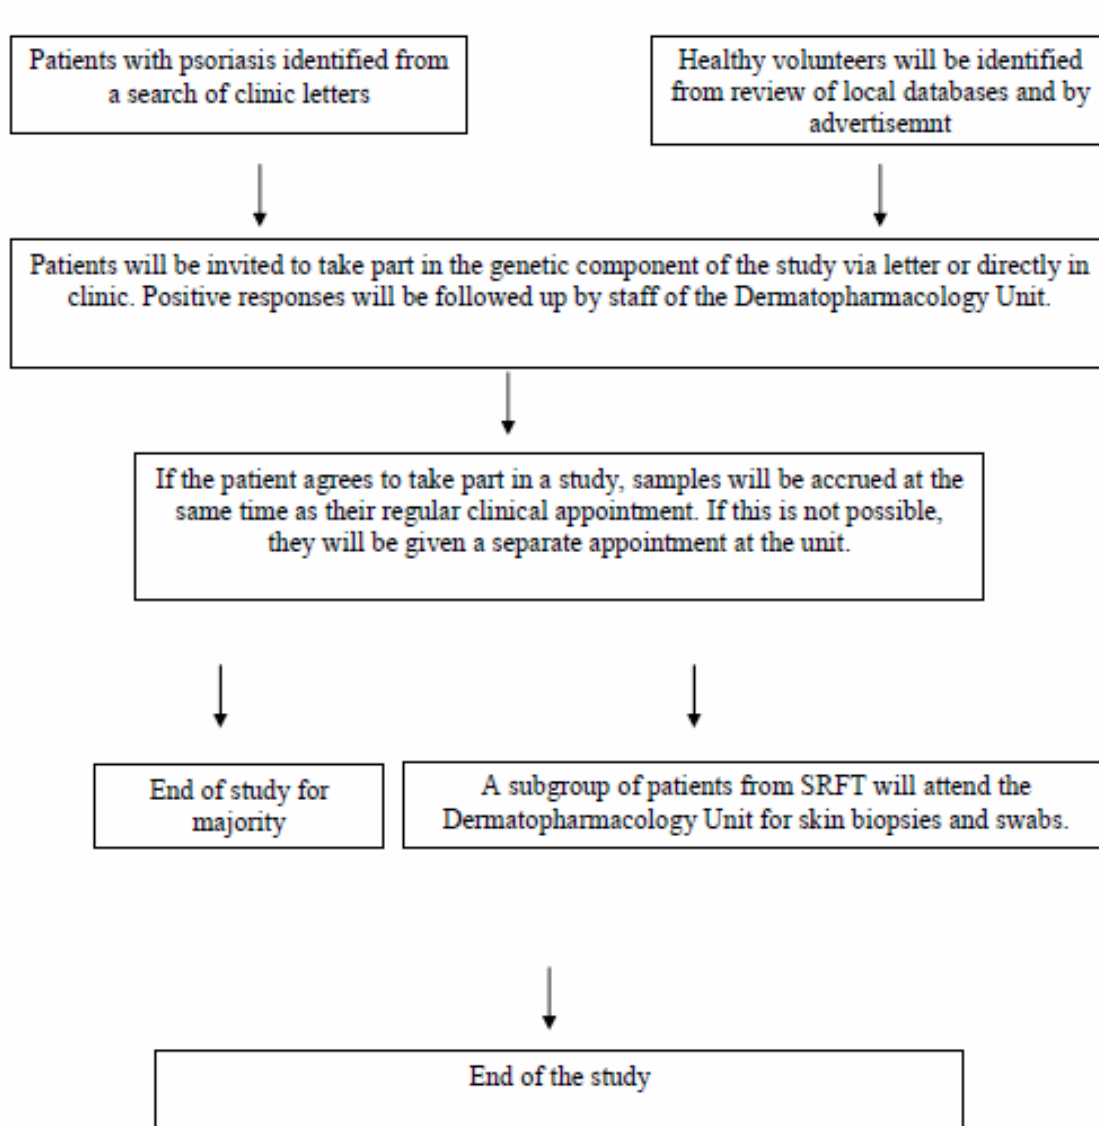 Patients with psoriasis identified from
a search of clinic letters
Healthy volunteers will be identified
from review of local databases and by
advertisemnt
Patients will be invited to take part in the genetic component of the study via letter or directly in
clinic. Positive responses will be followed up by staff of the Dermatopharmacology Unit.
If the patient agrees to take part in a study, samples will be accrued at the
same time as their regular clinical appointment. If this is not possible,
they will be given a separate appointment at the unit.
End of study for
majority
A subgroup of patients from SRFT will attend the
Dermatopharmacology Unit for skin biopsies and swabs.
End of the study